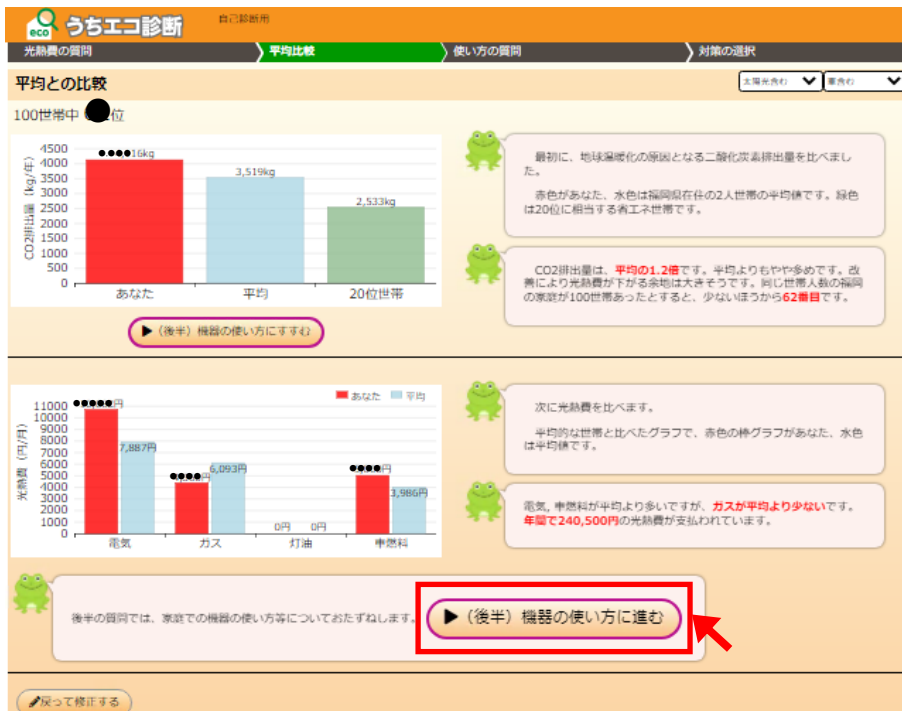 eco うちエコ診断 自己診断用
光熱費の質問 平均比較 使い方の質問 対策の選択
平均との比較
太陽光含む 車含む
100世帯中 位
CO2排出量（kg/年）
4500
4000
3500
3000
2500
2000
1500
1000
500
0
16kg
3,519kg
2,533kg
あなた 平均 20位世帯
▶（後半）機器の使い方にすすむ
最初に、地球温暖化の原因となる二酸化炭素排出量を比べまし
た。
赤色があなた、水色は福岡県在住の2人世帯の平均値です。緑色
は20位に相当する省エネ世帯です。
CO2排出量は、平均の1.2倍です。平均よりもやや多めです。改
善により光熱費が下がる余地は大きそうです。同じ世帯人数の福岡
の家庭が100世帯あったとすると、少ないほうから62番目です。
あなた 平均
光熱費（円/月）
11000
10000
9000
8000
7000
6000
5000
4000
3000
2000
1000
0
円
7,887円
円
6,093円
0円 0円
円
3,986円
電気 ガス 灯油 車燃料
次に光熱費を比べます。
平均的な世帯と比べたグラフで、赤色の棒グラフがあなた、水色
は平均値です。
電気, 車燃料が平均より多いですが、ガスが平均より少ないです。
年間で240,500円の光熱費が支払われています。
後半の質問では、家庭での機器の使い方等についておたずねします。
▶（後半）機器の使い方に進む
戻って修正する